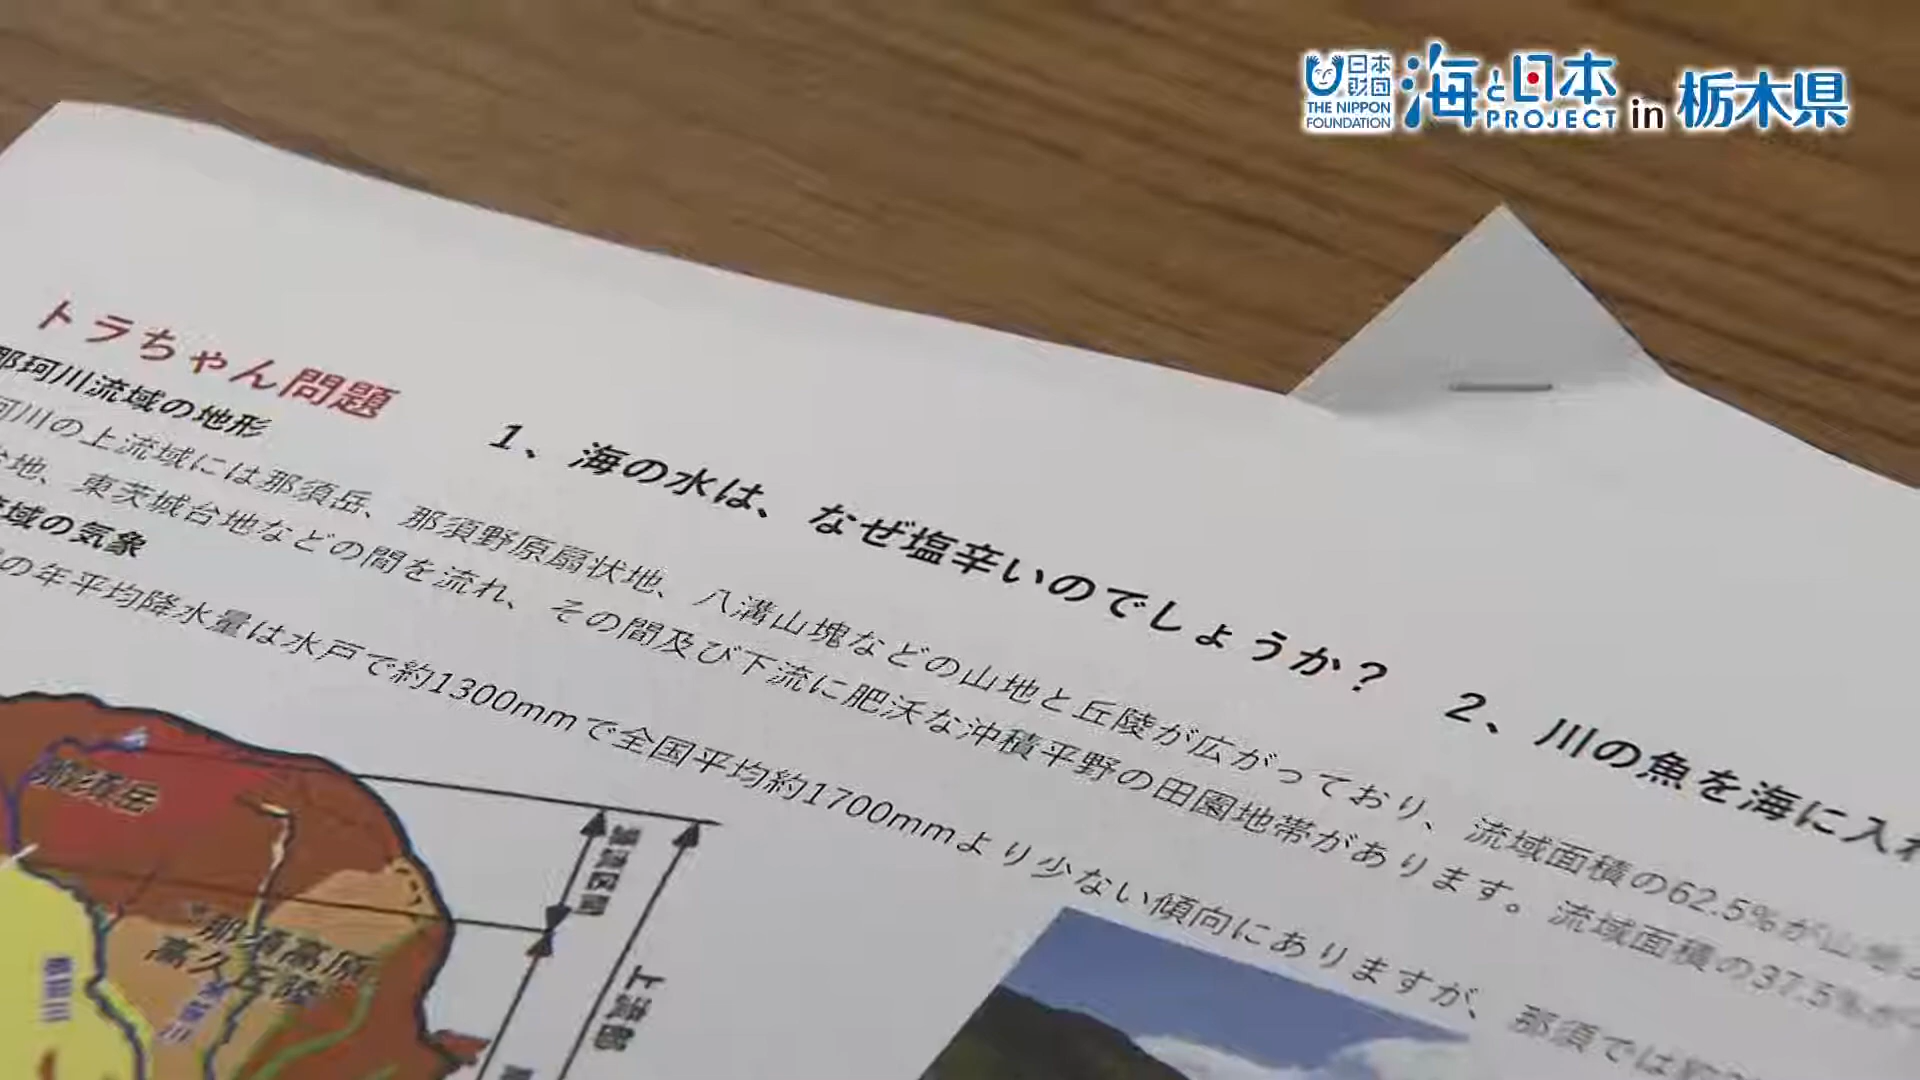 日本
財団
THE NIPPON
FOUNDATION
海と日本
PROJECT
in 栃木県
トラちゃん問題
1、海の水は、なぜ塩辛いのでしょうか？ 2、川の魚を海に入れ
那珂川流域の地形
珂川の上流域には那須岳、那須野原扇状地、八溝山塊などの山地と丘陵が広がっており、流域面積の62.5%が山地
台地、東茨城台地などの間を流れ、その間及び下流に肥沃な沖積平野の田園地帯があります。流域面積の37.5%が
流域の気象
の年平均降水量は水戸で約1300mmで全国平均約1700mmより少ない傾向にありますが、那須では
那須岳
那須高原
高久丘陵
上流部